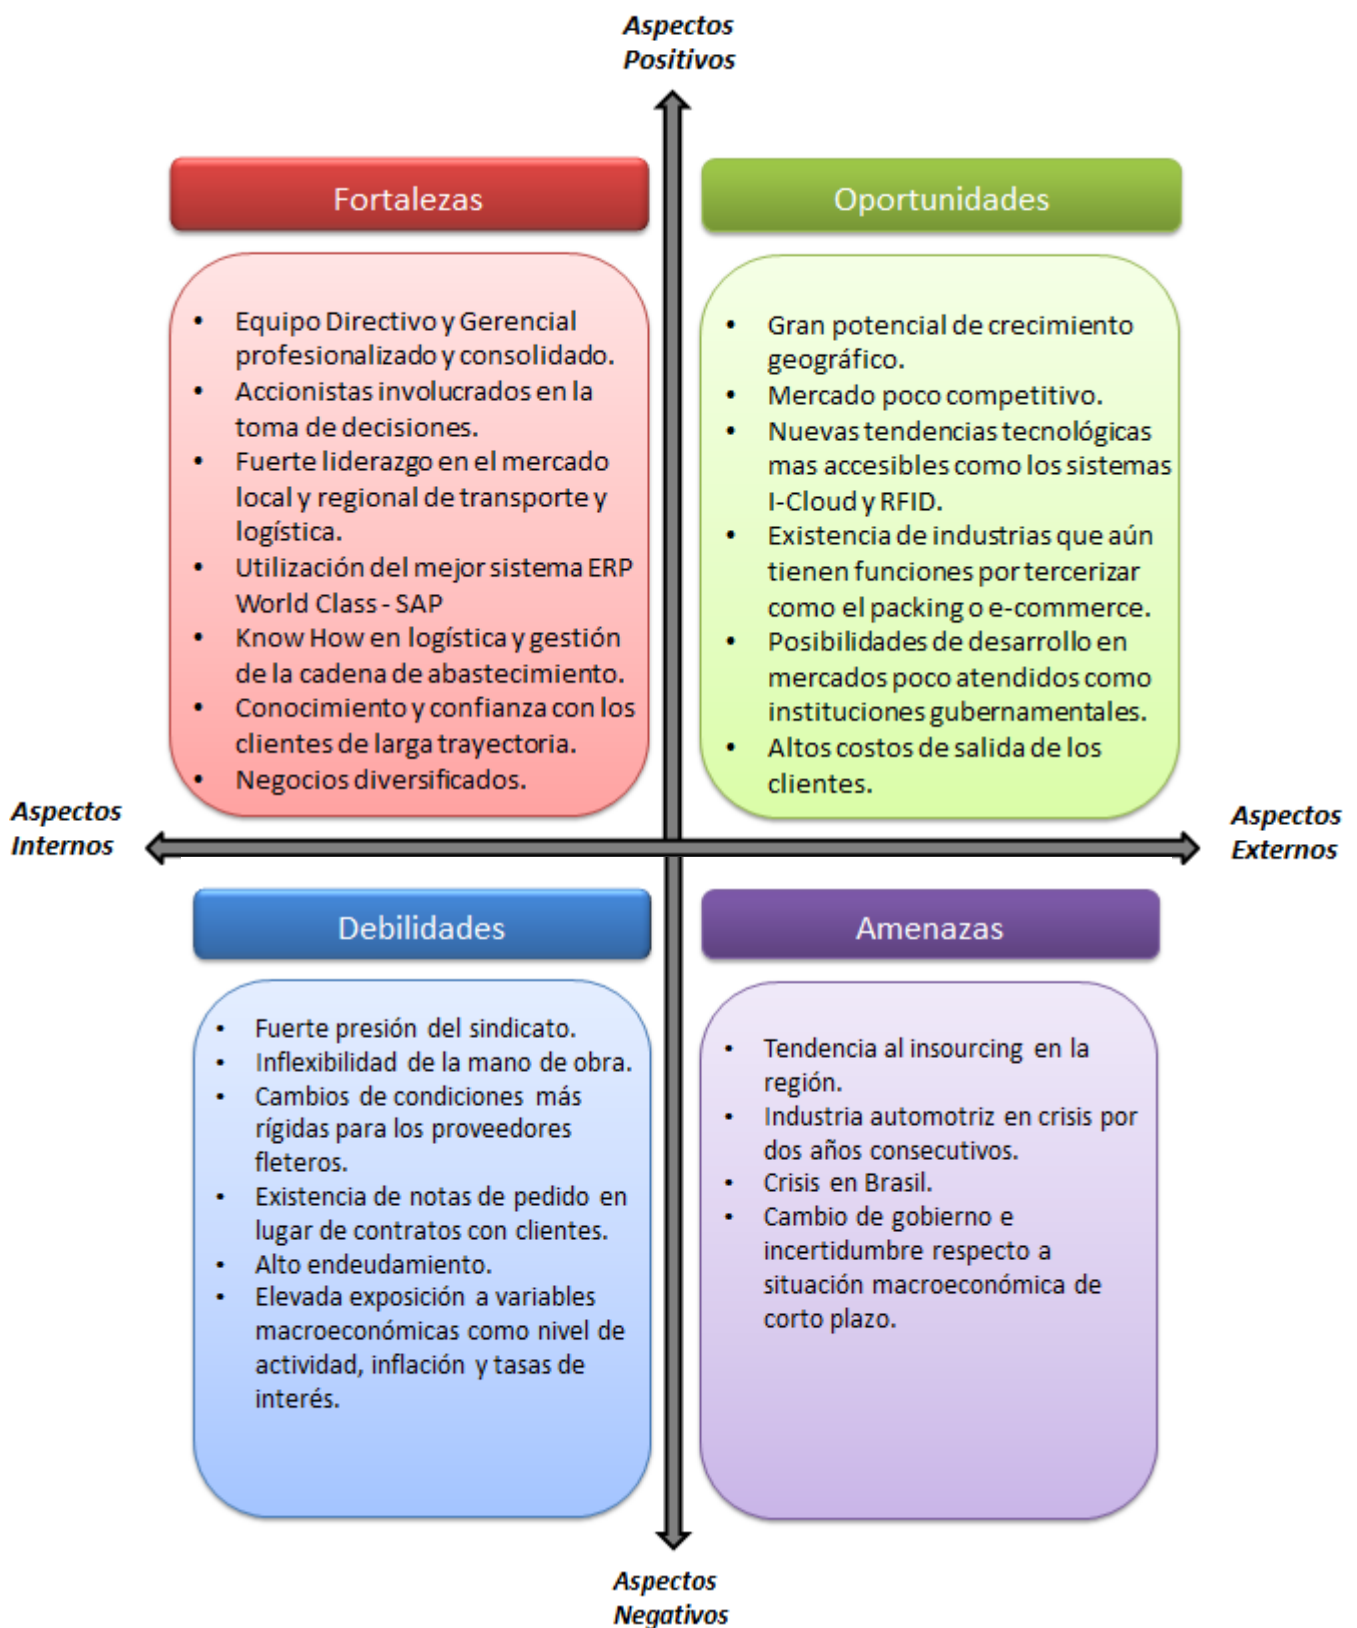 Aspectos
Positivos
Fortalezas
• Equipo Directivo y Gerencial
profesionalizado y consolidado.
• Accionistas involucrados en la
toma de decisiones.
• Fuerte liderazgo en el mercado
local y regional de transporte y
logística.
• Utilización del mejor sistema ERP
World Class - SAP
• Know How en logística y gestión
de la cadena de abastecimiento.
• Conocimiento y confianza con los
clientes de larga trayectoria.
• Negocios diversificados.
Oportunidades
• Gran potencial de crecimiento
geográfico.
• Mercado poco competitivo.
• Nuevas tendencias tecnológicas
mas accesibles como los sistemas
I-Cloud y RFID.
• Existencia de industrias que aún
tienen funciones por tercerizar
como el packing o e-commerce.
• Posibilidades de desarrollo en
mercados poco atendidos como
instituciones gubernamentales.
• Altos costos de salida de los
clientes.
Aspectos
Internos
Aspectos
Externos
Debilidades
• Fuerte presión del sindicato.
• Inflexibilidad de la mano de obra.
• Cambios de condiciones más
rígidas para los proveedores
fleteros.
• Existencia de notas de pedido en
lugar de contratos con clientes.
• Alto endeudamiento.
• Elevada exposición a variables
macroeconómicas como nivel de
actividad, inflación y tasas de
interés.
Amenazas
• Tendencia al insourcing en la
región.
• Industria automotriz en crisis por
dos años consecutivos.
• Crisis en Brasil.
• Cambio de gobierno e
incertidumbre respecto a
situación macroeconómica de
corto plazo.
Aspectos
Negativos